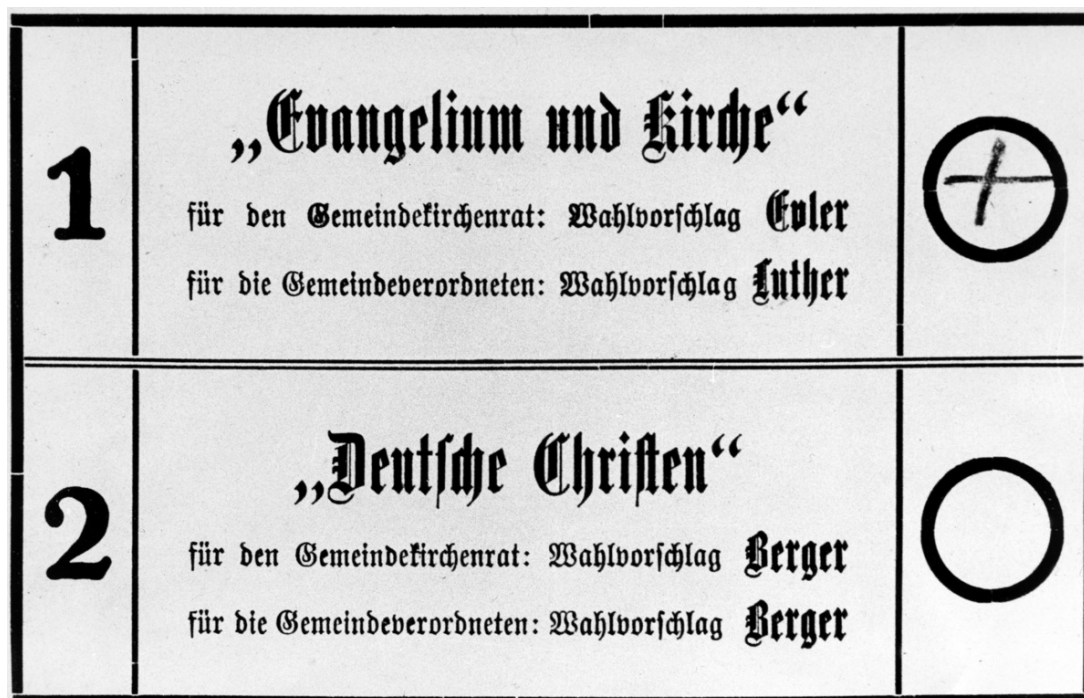 1
„Evangelium und Kirche“
für den Gemeindekirchenrat: Wahlvorschlag Evler
für die Gemeindeverordneten: Wahlvorschlag Luther
2
„Deutsche Christen“
für den Gemeindekirchenrat: Wahlvorschlag Berger
für die Gemeindeverordneten: Wahlvorschlag Berger